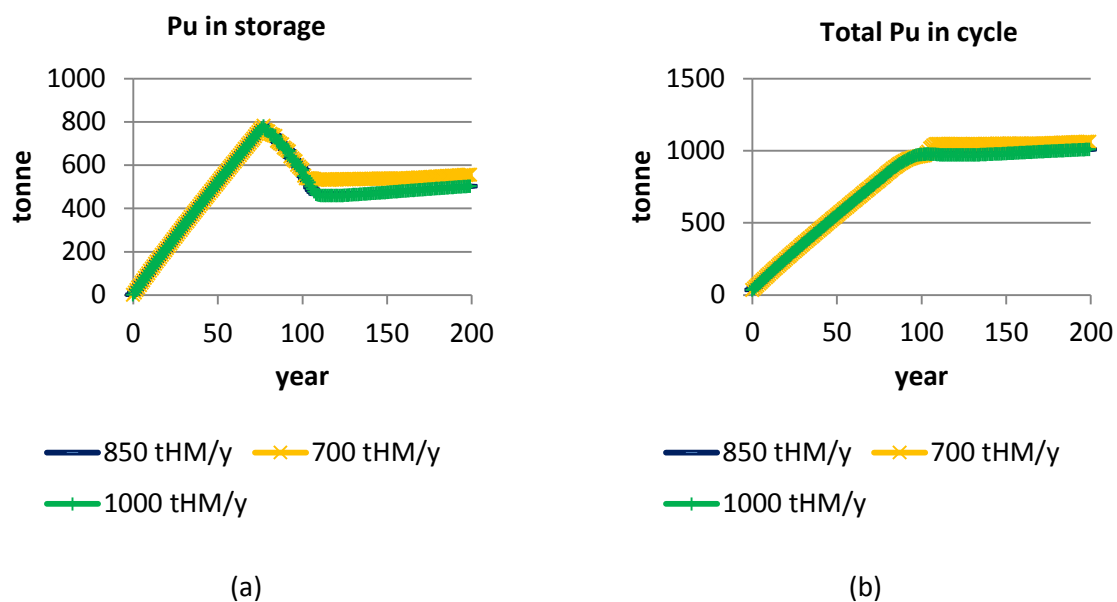 Pu in storage
1000
800
600
400
200
0
tonne
0 50 100 150 200
year
850 tHM/y 700 tHM/y
1000 tHM/y
(a)
Total Pu in cycle
1500
1000
500
0
tonne
0 50 100 150 200
year
850 tHM/y 700 tHM/y
1000 tHM/y
(b)